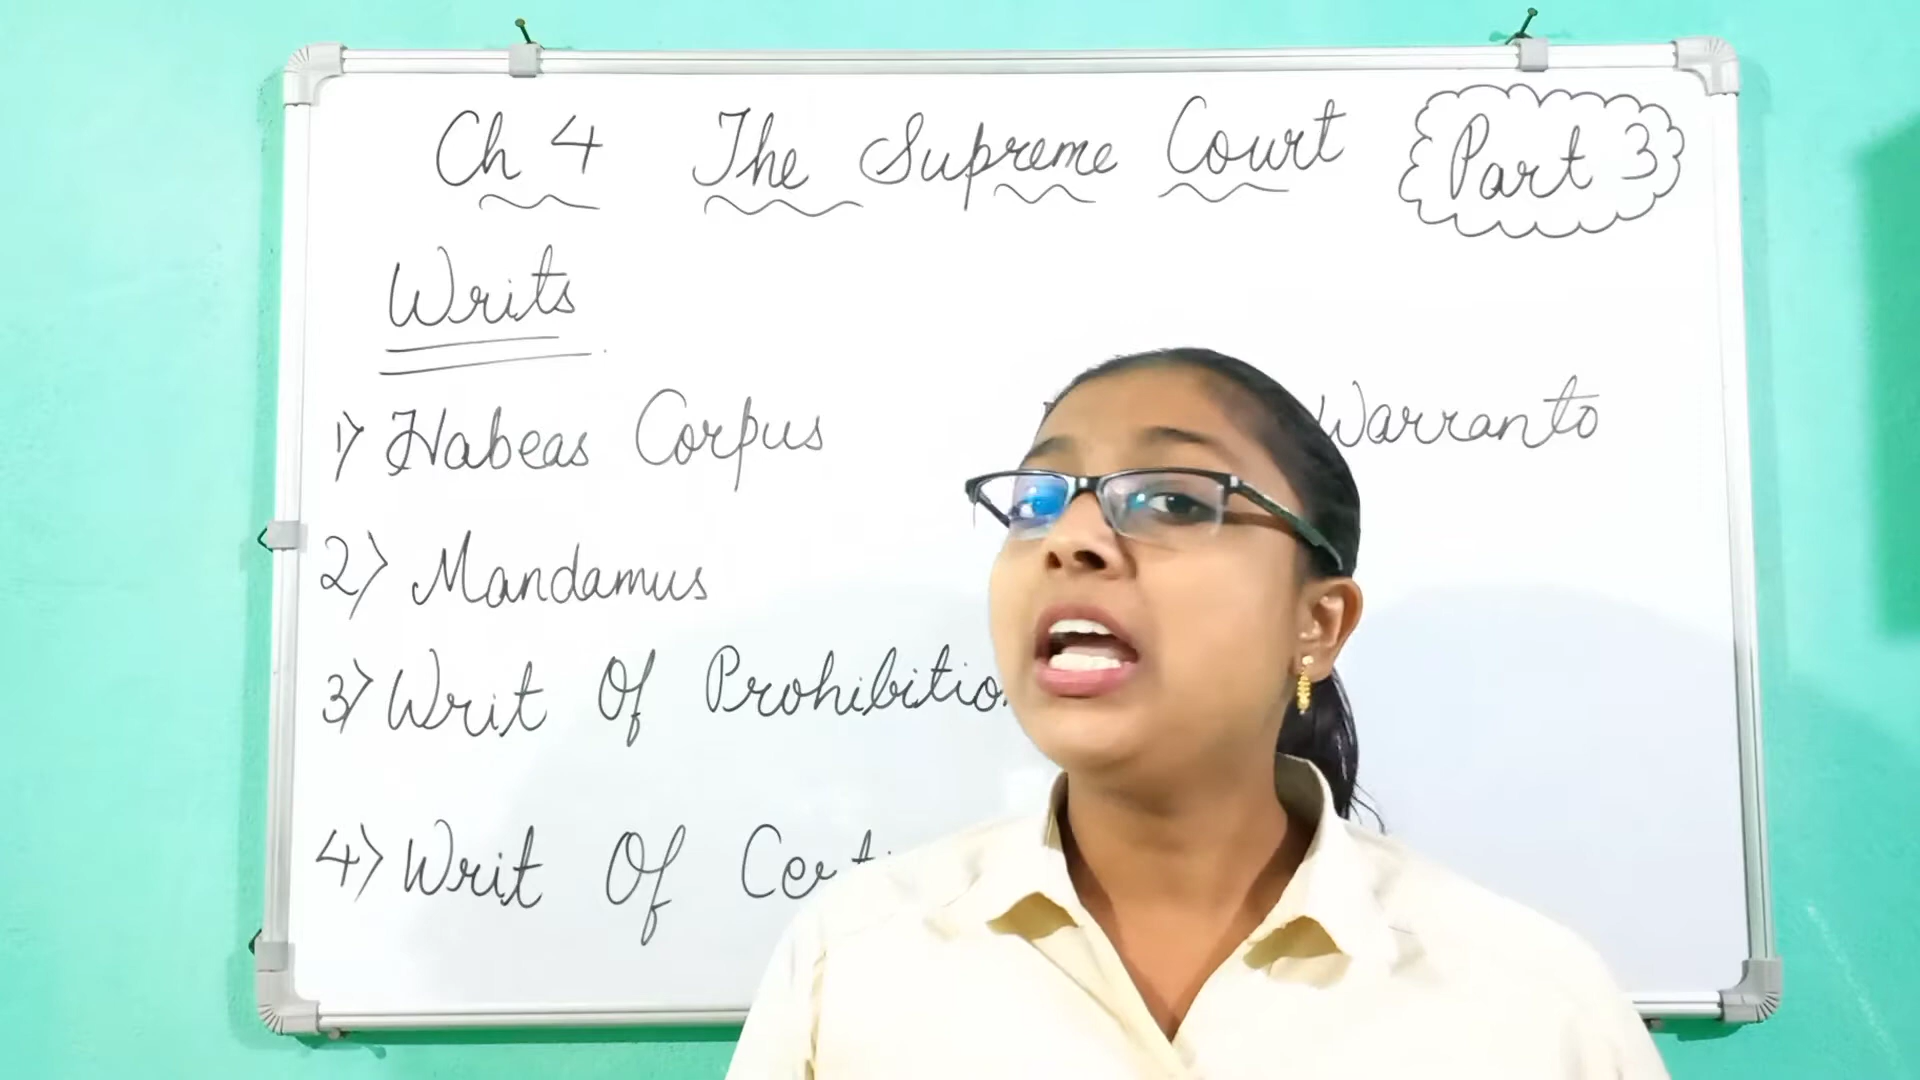 Ch 4 The Supreme Court
Part 3
Writs
1) Habeas Corpus
Warranto
2) Mandamus
3) Writ Of Prohibitio
4) Writ Of Cert